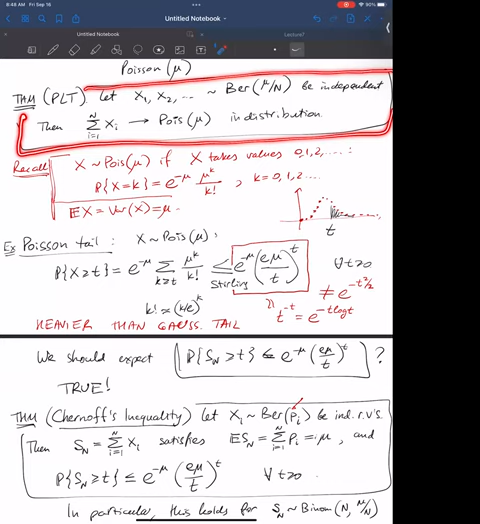 8:48 AM Fri Sep 16
90%
Untitled Notebook
Untitled Notebook
Lecture7
Poisson (μ)
THM (PLT) Let X₁, X₂, ... ~ Ber(μ/N) be independent
Then ∑_{i=1}^N Xᵢ → Pois(μ) in distribution.
Recall X ~ Pois(μ) if X takes values 0,1,2,...:
P{X=k} = e^{-μ} μ^k/k! , k=0,1,2...
EX = Var(X) = μ.
t
Ex Poisson tail: X ~ Pois(μ):
P{X≥t} = e^{-μ} ∑_{k≥t} μ^k/k! ≤ e^{-μ} (eμ/t)^t ∀t>0
Stirling
≠ e^{-t²/2}
k! ≍ (k/e)^k
t^{-t} = e^{-t log t}
HEAVIER THAN GAUSS. TAIL
We should expect P{S_N ≥ t} ≤ e^{-μ} (eμ/t)^t ?
TRUE!
THM (Chernoff's Inequality) Let Xᵢ ~ Ber(Pᵢ) be ind. r.v's.
Then S_N = ∑_{i=1}^N Xᵢ satisfies ES_N = ∑_{i=1}^N Pᵢ =: μ, and
P{S_N ≥ t} ≤ e^{-μ} (eμ/t)^t ∀t>0.
In particular, this holds for S_N ~ Binom(N, μ/N)